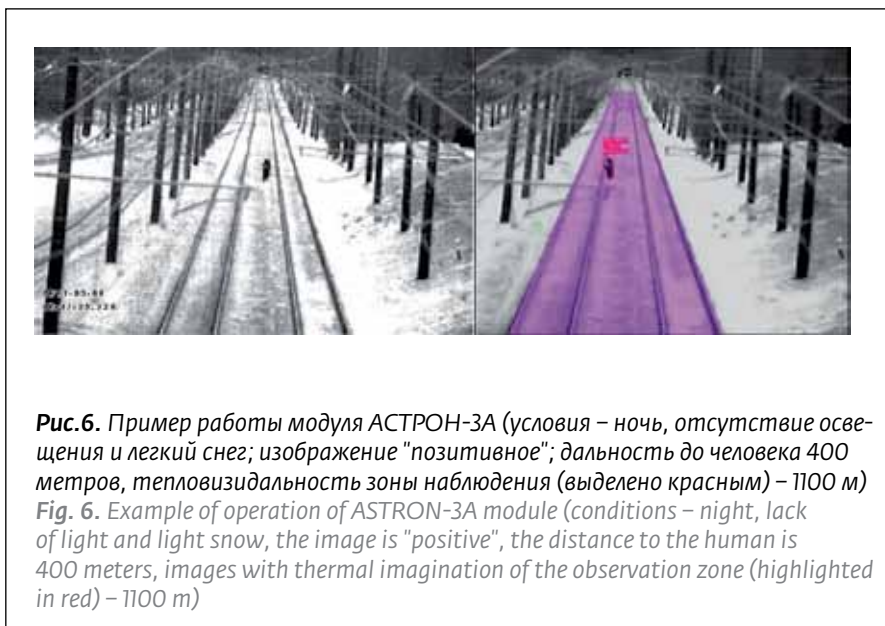 Рис.6. Пример работы модуля АСТРОН-3А (условия – ночь, отсутствие осве-
щения и легкий снег; изображение "позитивное"; дальность до человека 400
метров, тепловизидальность зоны наблюдения (выделено красным) – 1100 м)
Fig. 6. Example of operation of ASTRON-3A module (conditions – night, lack
of light and light snow, the image is "positive", the distance to the human is
400 meters, images with thermal imagination of the observation zone (highlighted
in red) – 1100 m)